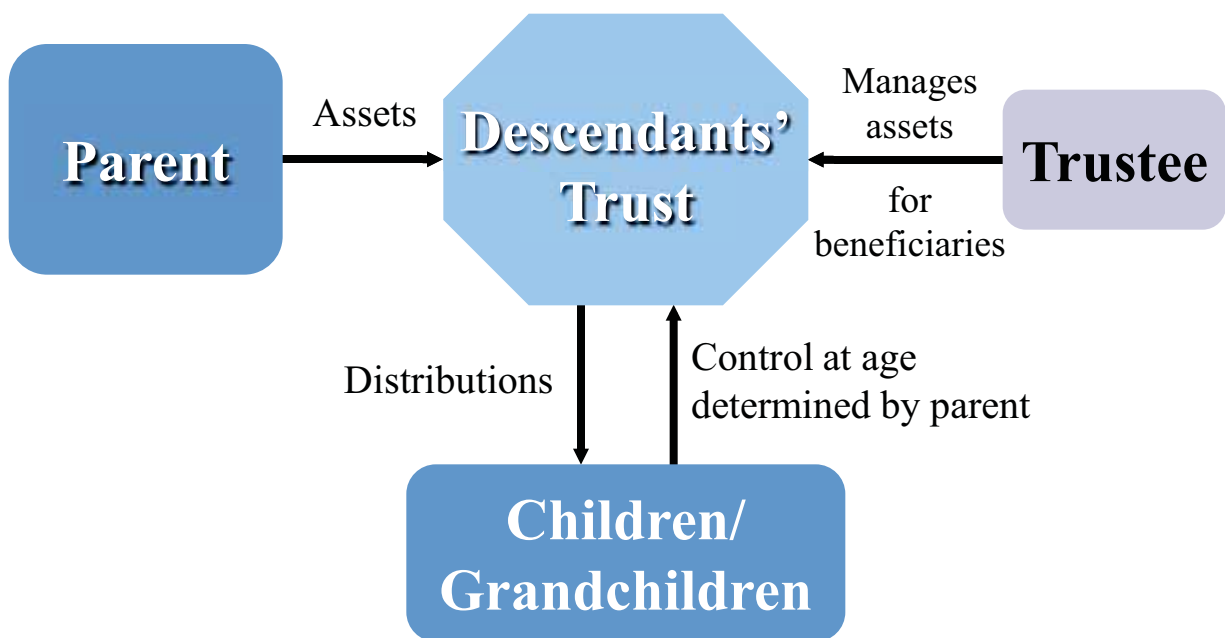 Parent
Assets
Descendants’
Trust
Manages
assets
for
beneficiaries
Trustee
Distributions
Control at age
determined by parent
Children/
Grandchildren